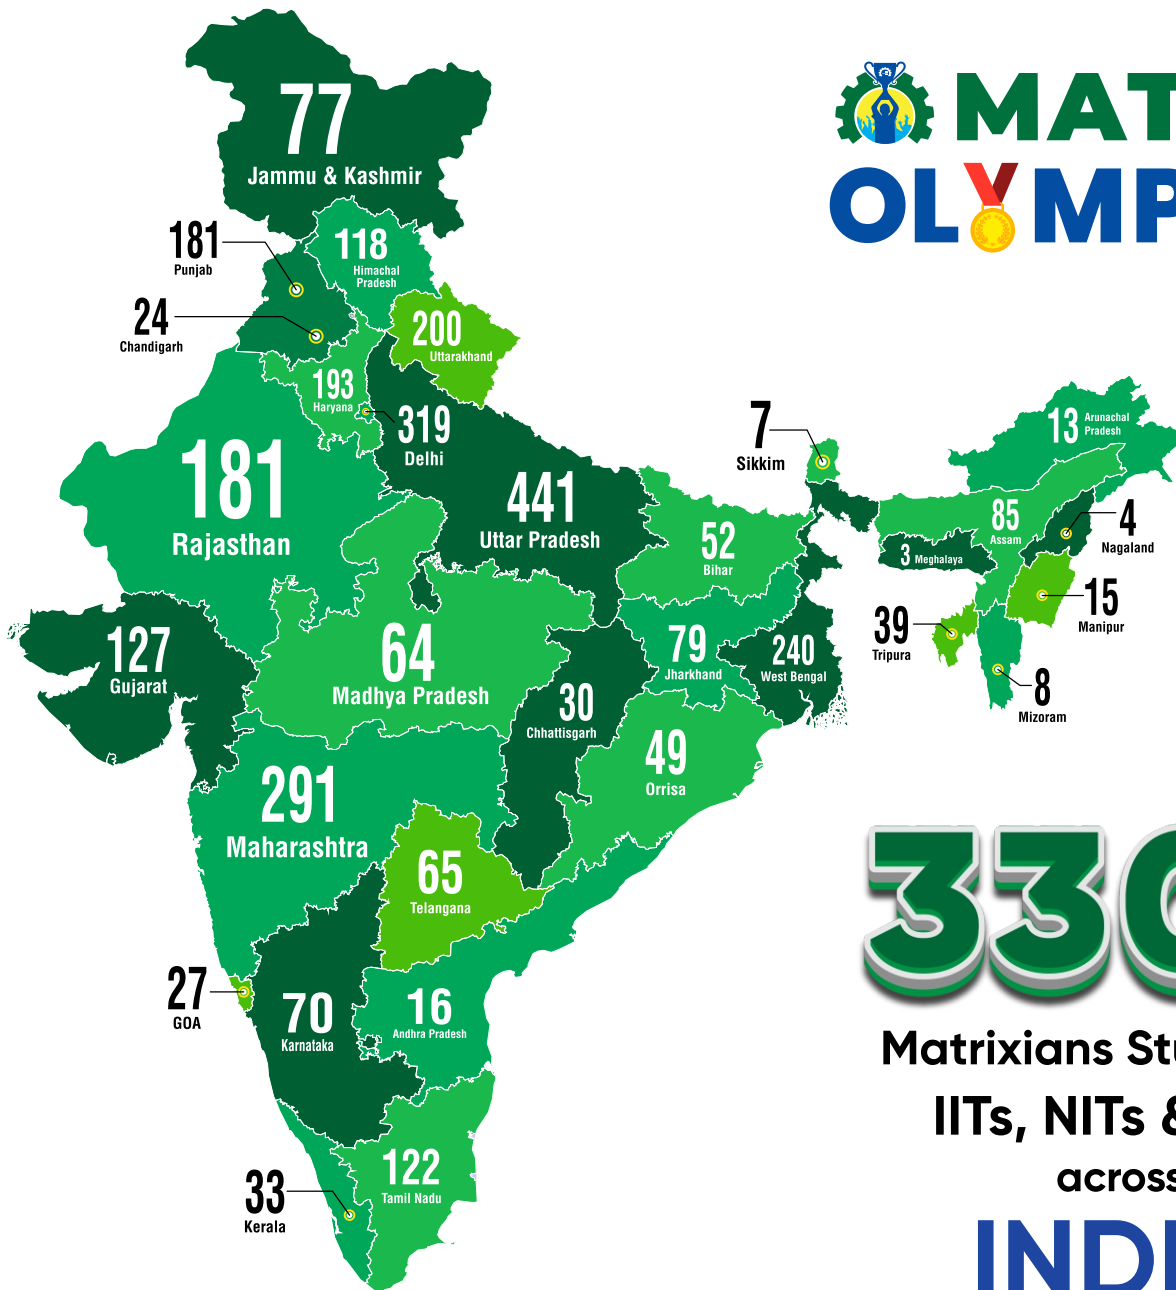 77
Jammu & Kashmir
MAT
OLYMP
181
Punjab
118
Himachal
Pradesh
24
Chandigarh
200
Uttarakhand
193
Haryana
319
Delhi
181
Rajasthan
441
Uttar Pradesh
7
Sikkim
13
Arunachal
Pradesh
52
Bihar
85
Assam
4
Nagaland
3 Meghalaya
15
Manipur
39
Tripura
8
Mizoram
127
Gujarat
64
Madhya Pradesh
79
Jharkhand
240
West Bengal
30
Chhattisgarh
49
Orrisa
291
Maharashtra
65
Telangana
27
GOA
70
Karnataka
16
Andhra Pradesh
122
Tamil Nadu
33
Kerala
33
Matrixians
IITs, NITs &
across
INDI